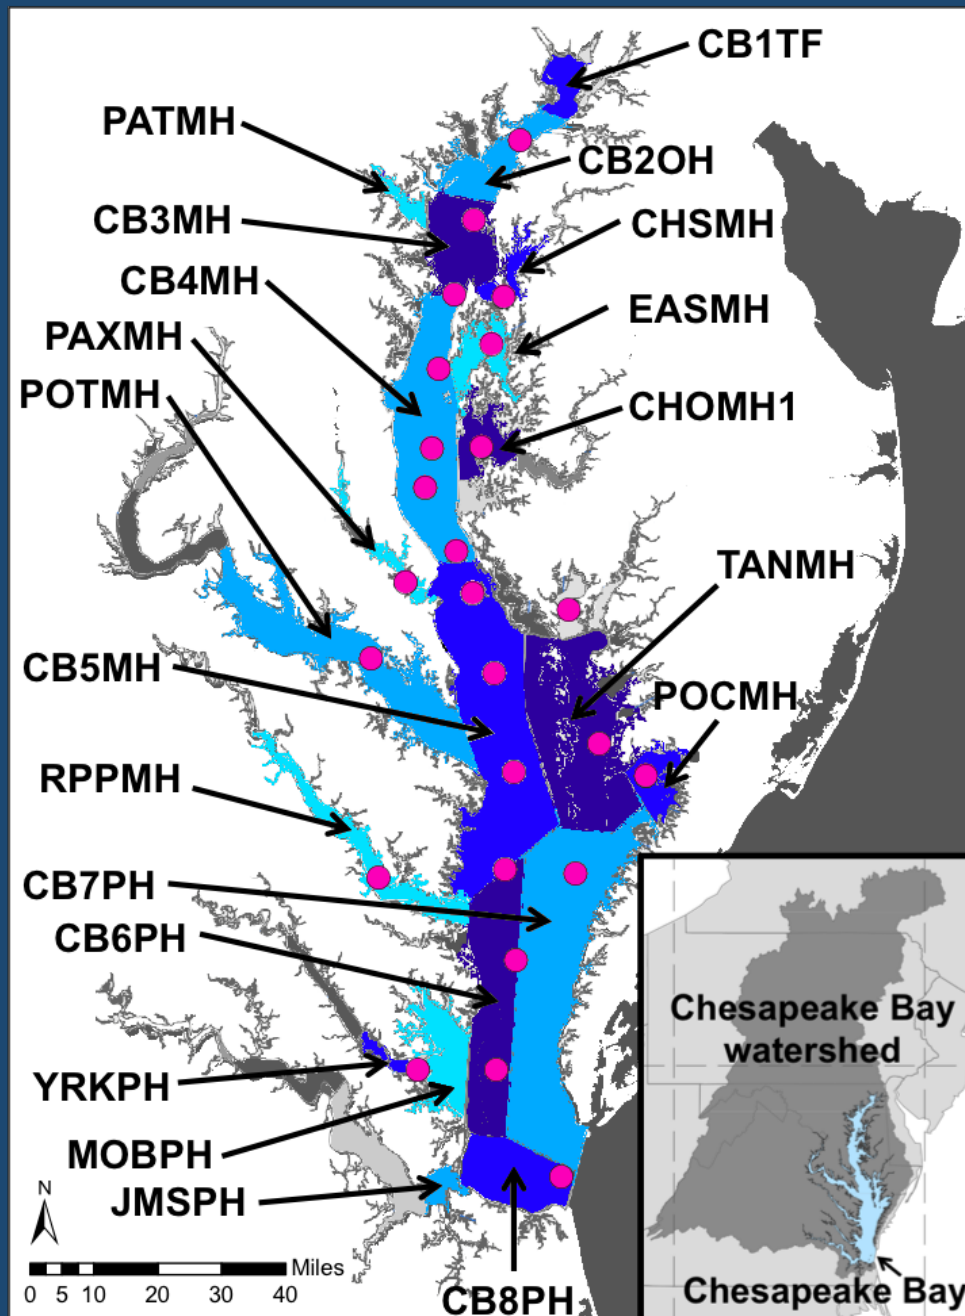 CB1TF
PATMH
CB2OH
CB3MH
CHSMH
CB4MH
EASMH
PAXMH
POTMH
CHOMH1
TANMH
CB5MH
POCMH
RPPMH
CB7PH
CB6PH
Chesapeake Bay
watershed
YRKPH
MOBPH
JMSPH
N
Miles
0 5 10 20 30 40
CB8PH
Chesapeake Bay